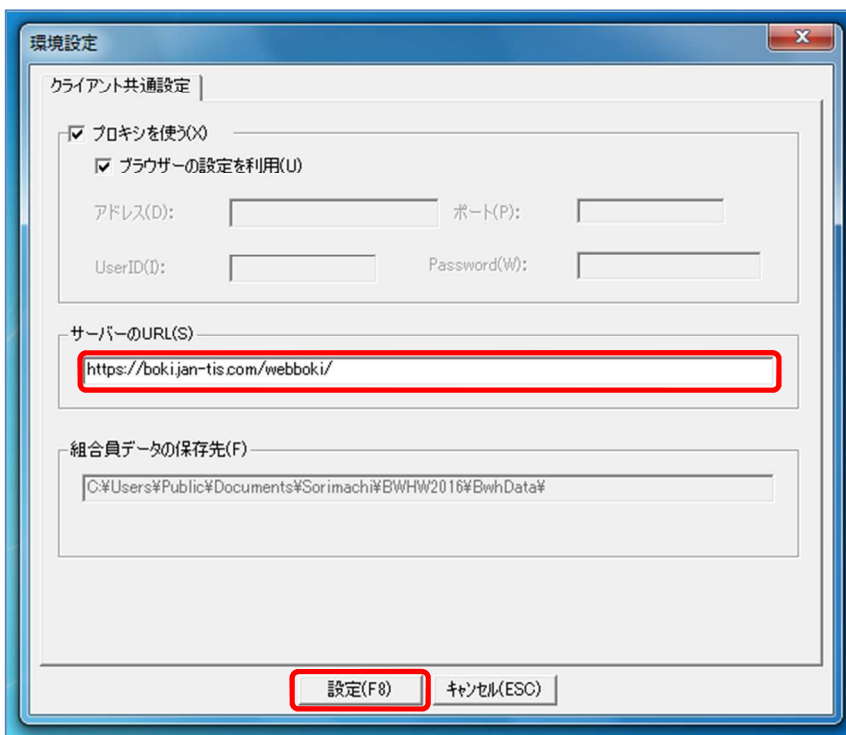 環境設定
クライアント共通設定
プロキシを使う(X)
ブラウザーの設定を利用(U)
アドレス(D): ポート(P):
UserID(I): Password(W):
サーバーのURL(S)
https://boki.jan-tis.com/webboki/
組合員データの保存先(F)
C:¥Users¥Public¥Documents¥Sorimachi¥BWHW2016¥BwhData¥
設定(F8) キャンセル(ESC)